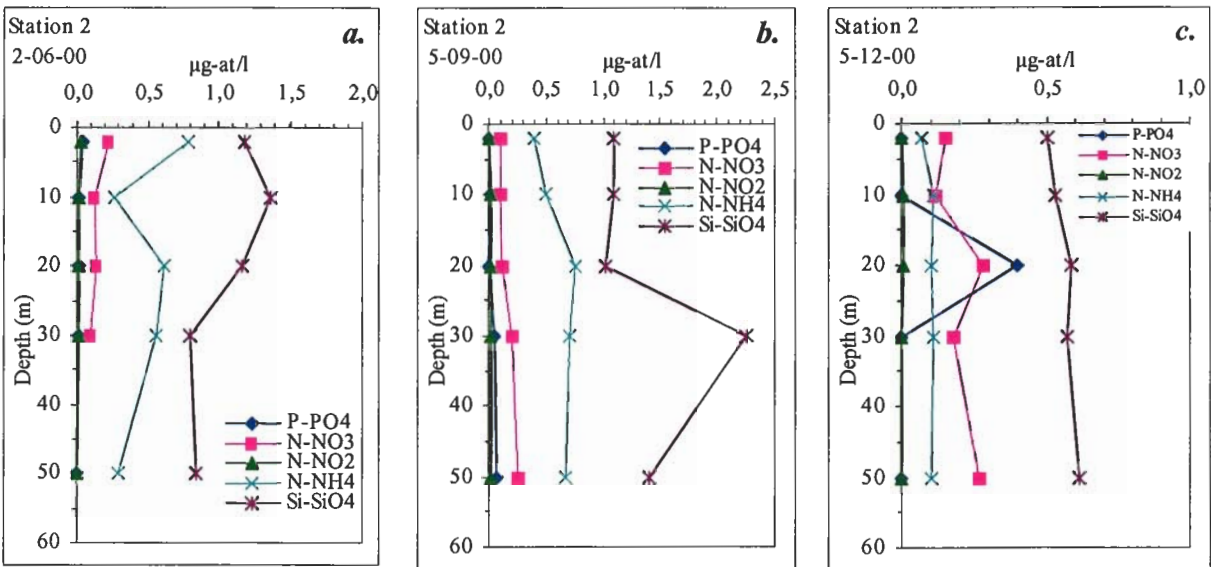 Station 2
a.
2-06-00
µg-at/l
0,0 0,5 1,0 1,5 2,0
0
10
20
30
40
50
60
Depth (m)
P-PO4
N-NO3
N-NO2
N-NH4
Si-SiO4
Station 2
b.
5-09-00
µg-at/l
0,0 0,5 1,0 1,5 2,0 2,5
0
10
20
30
40
50
60
Depth (m)
P-PO4
N-NO3
N-NO2
N-NH4
Si-SiO4
Station 2
c.
5-12-00
µg-at/l
0,0 0,5 1,0
0
10
20
30
40
50
60
Depth (m)
P-PO4
N-NO3
N-NO2
N-NH4
Si-SiO4